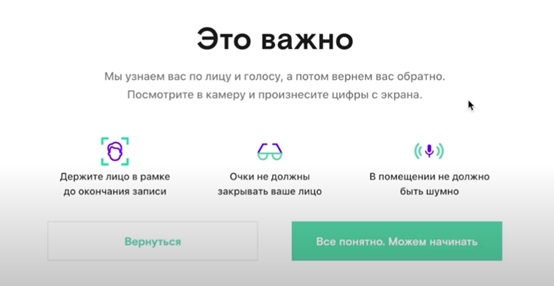 Это важно
Мы узнаем вас по лицу и голосу, а потом вернем вас обратно.
Посмотрите в камеру и произнесите цифры с экрана.
Держите лицо в рамке
до окончания записи
Очки не должны
закрывать ваше лицо
В помещении не должно
быть шумно
Вернуться
Все понятно. Можем начинать